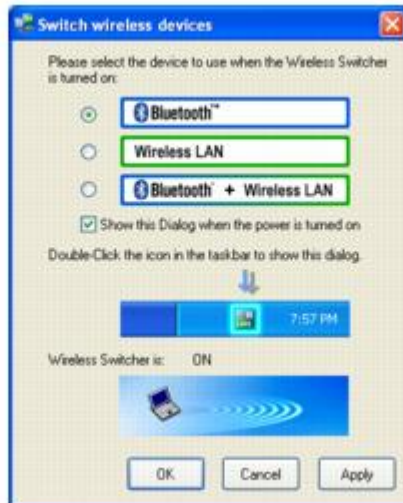 Switch wireless devices
Please select the device to use when the Wireless Switcher
is turned on:
Bluetooth™
Wireless LAN
Bluetooth + Wireless LAN
Show this Dialog when the power is turned on
Double-Click the icon in the taskbar to show this dialog.
7:57 PM
Wireless Switcher is: ON
OK Cancel Apply